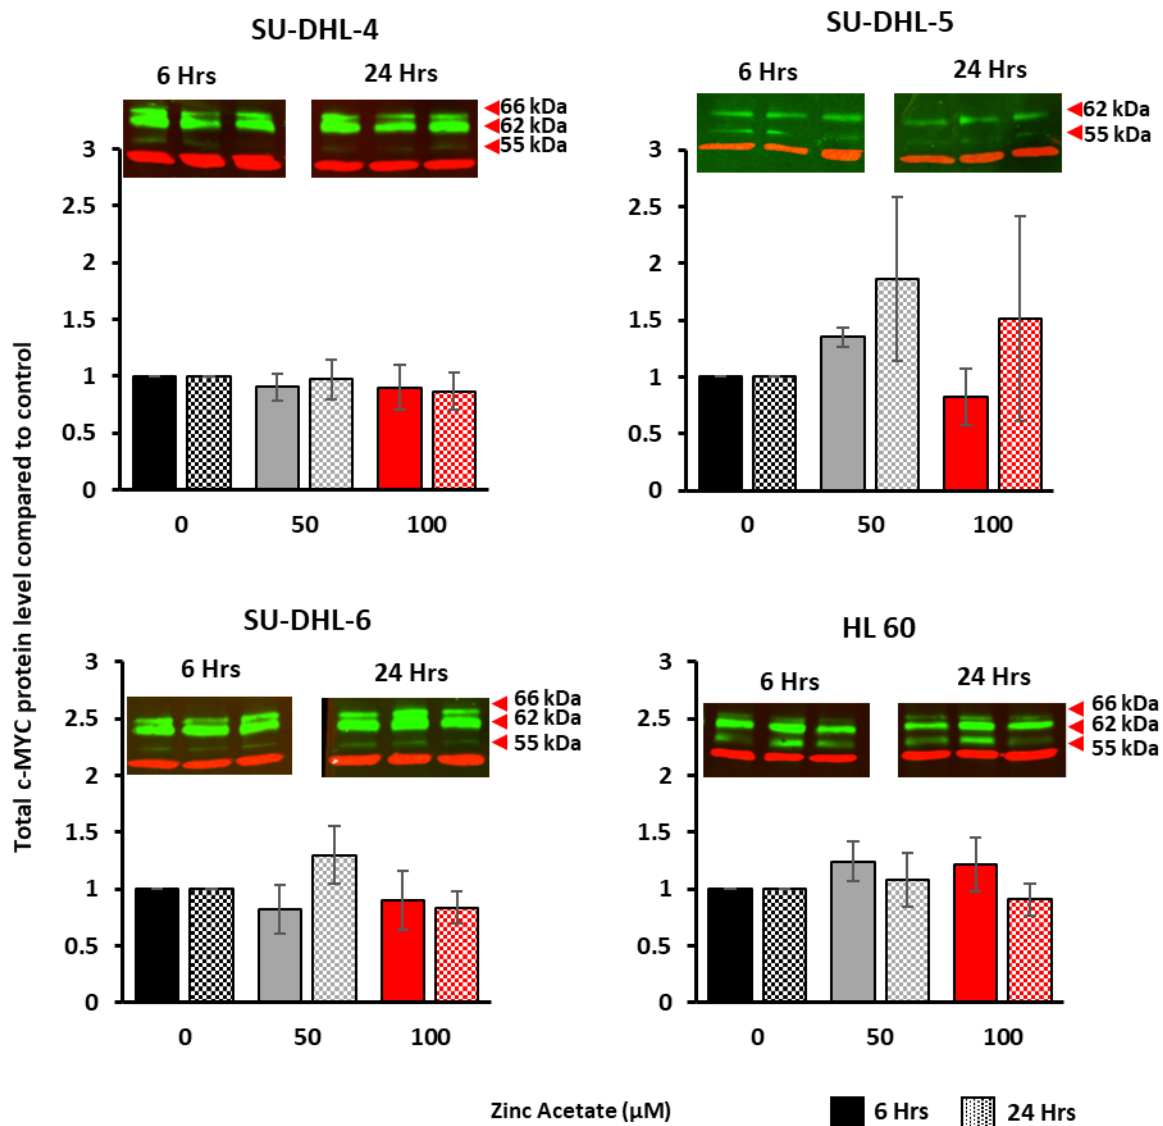 SU-DHL-4
6 Hrs
24 Hrs
66 kDa
62 kDa
55 kDa
3
2.5
2
1.5
1
0.5
0
0 50 100
SU-DHL-5
6 Hrs
24 Hrs
62 kDa
55 kDa
3
2.5
2
1.5
1
0.5
0
0 50 100
Total c-MYC protein level compared to control
SU-DHL-6
6 Hrs
24 Hrs
66 kDa
62 kDa
55 kDa
3
2.5
2
1.5
1
0.5
0
0 50 100
HL 60
6 Hrs
24 Hrs
66 kDa
62 kDa
55 kDa
3
2.5
2
1.5
1
0.5
0
0 50 100
Zinc Acetate (µM)
6 Hrs 24 Hrs